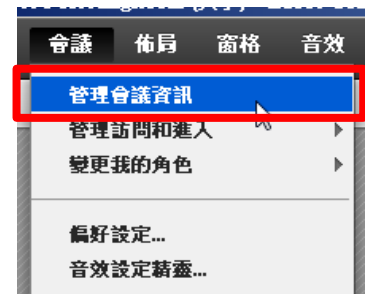 會議 佈局 窗格 音效
管理會議資訊
管理訪問和進入
變更我的角色
偏好設定...
音效設定精靈...